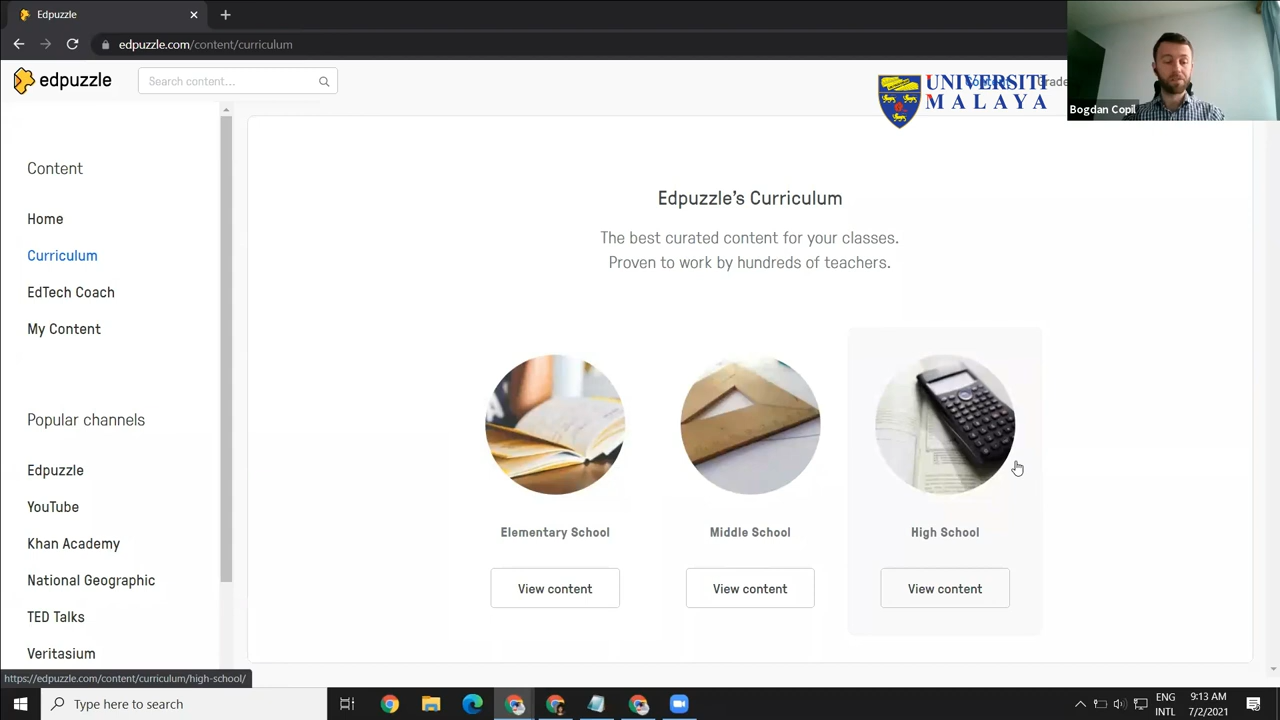 Edpuzzle
edpuzzle.com/content/curriculum
edpuzzle
Search content...
UNIVERSITI
MALAYA
Bogdan Copil
Content
Home
Curriculum
EdTech Coach
My Content
Popular channels
Edpuzzle
YouTube
Khan Academy
National Geographic
TED Talks
Veritasium
Edpuzzle's Curriculum
The best curated content for your classes.
Proven to work by hundreds of teachers.
Elementary School
Middle School
High School
View content
View content
View content
https://edpuzzle.com/content/curriculum/high-school/
Type here to search
ENG
INTL
9:13 AM
7/2/2021